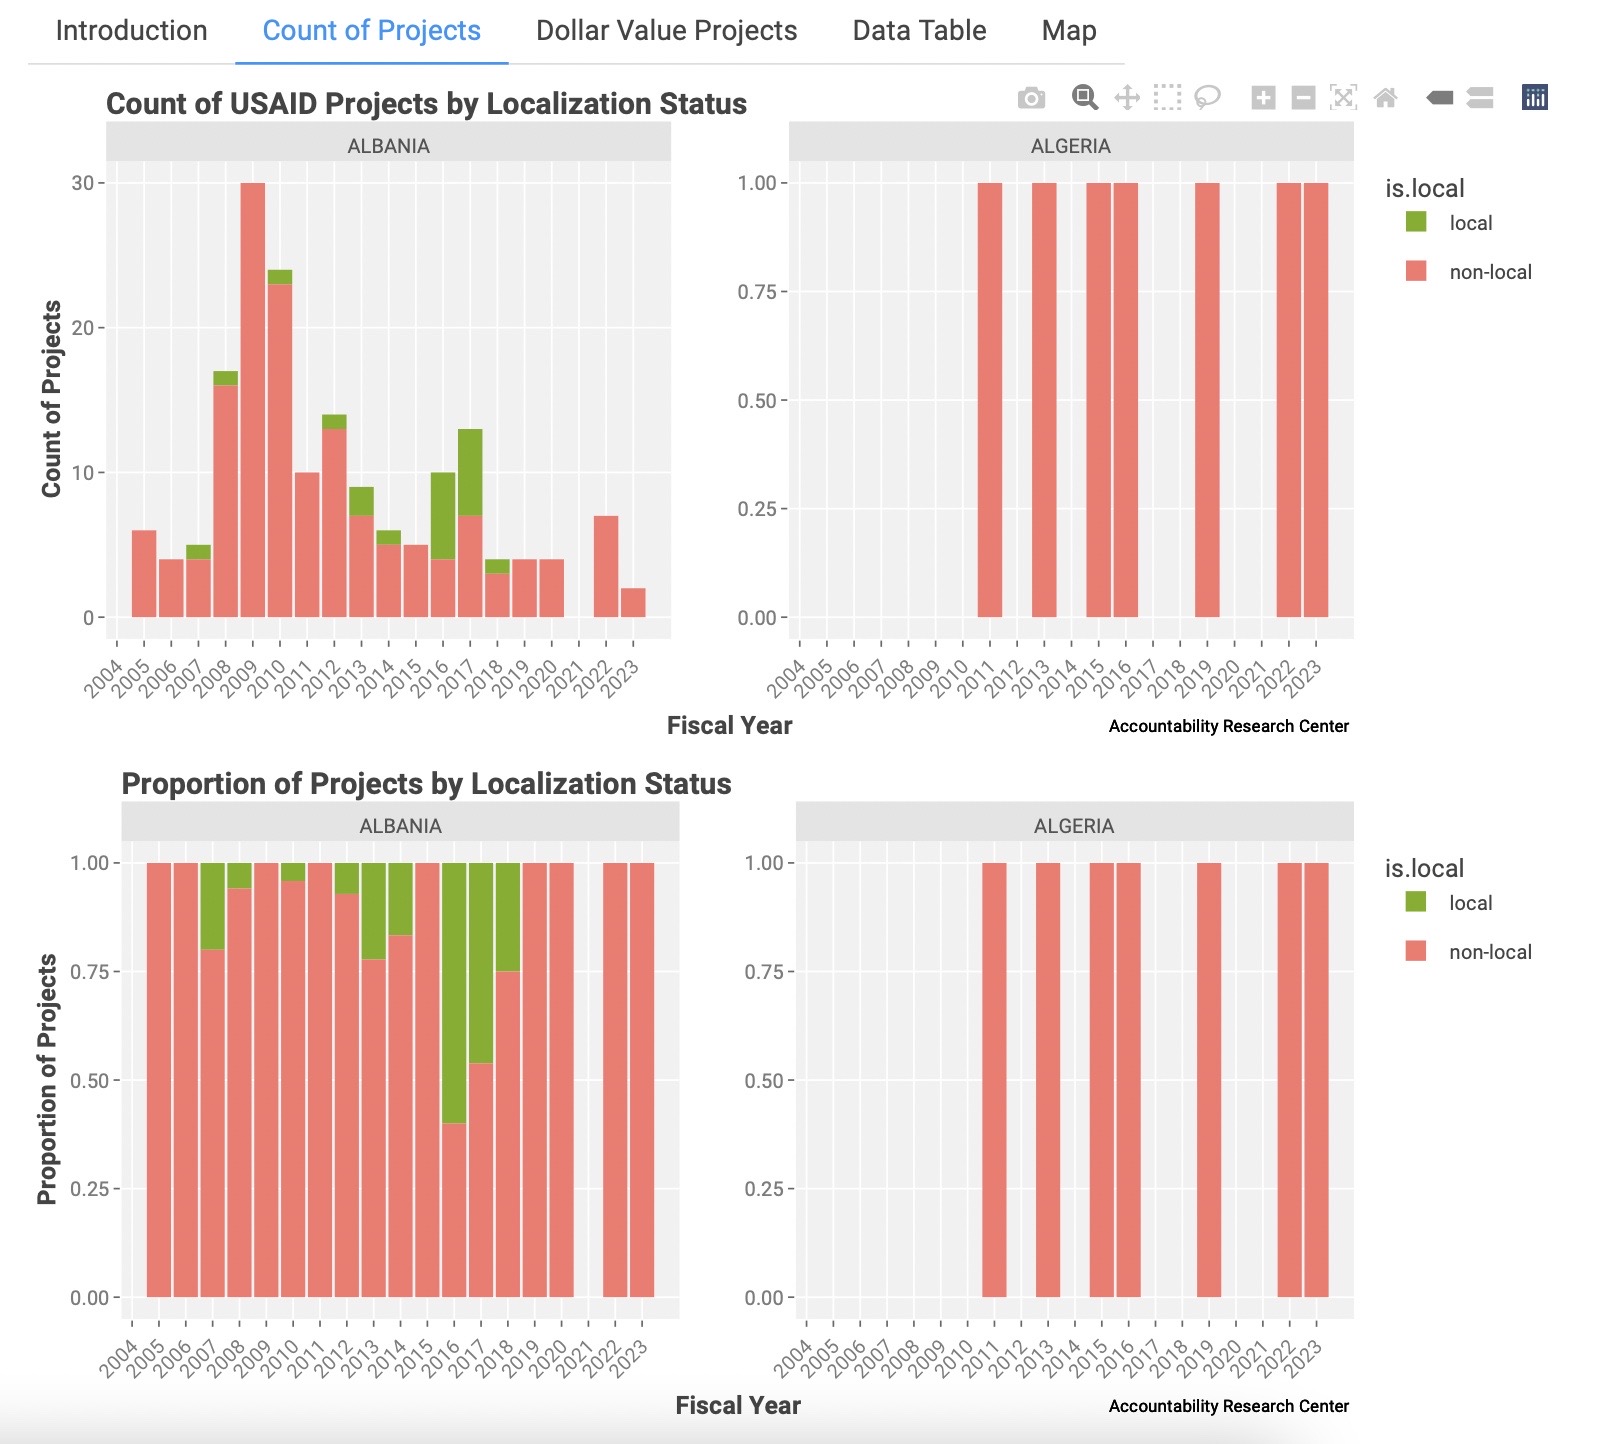 Introduction Count of Projects Dollar Value Projects Data Table Map
Count of USAID Projects by Localization Status
ALBANIA ALGERIA
Count of Projects
30
20
10
0
2004 2005 2006 2007 2008 2009 2010 2011 2012 2013 2014 2015 2016 2017 2018 2019 2020 2021 2022 2023
1.00
0.75
0.50
0.25
0.00
2004 2005 2006 2007 2008 2009 2010 2011 2012 2013 2014 2015 2016 2017 2018 2019 2020 2021 2022 2023
is.local
local
non-local
Fiscal Year
Accountability Research Center
Proportion of Projects by Localization Status
ALBANIA ALGERIA
Proportion of Projects
1.00
0.75
0.50
0.25
0.00
2004 2005 2006 2007 2008 2009 2010 2011 2012 2013 2014 2015 2016 2017 2018 2019 2020 2021 2022 2023
1.00
0.75
0.50
0.25
0.00
2004 2005 2006 2007 2008 2009 2010 2011 2012 2013 2014 2015 2016 2017 2018 2019 2020 2021 2022 2023
is.local
local
non-local
Fiscal Year
Accountability Research Center